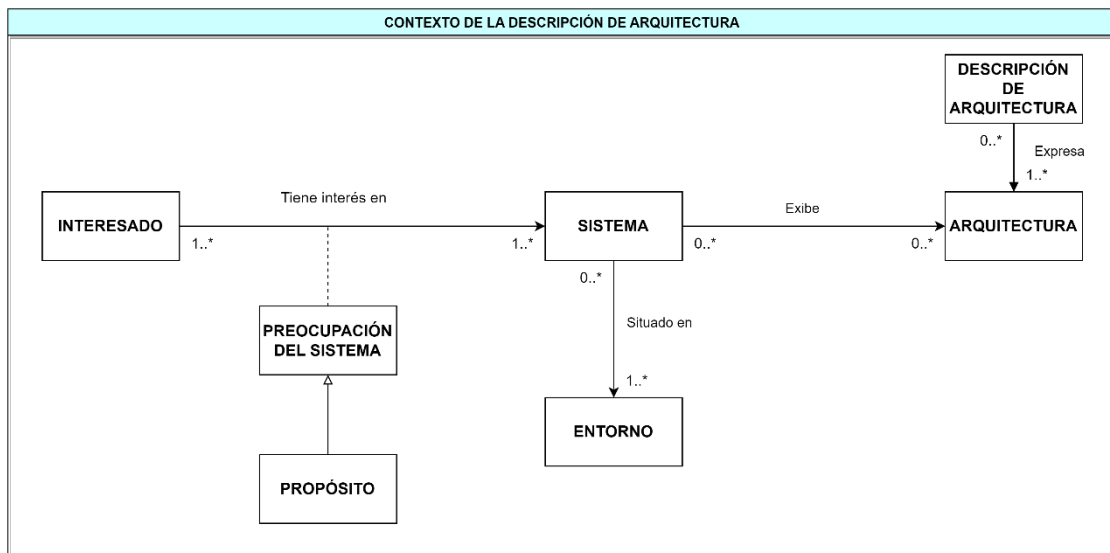 CONTEXTO DE LA DESCRIPCIÓN DE ARQUITECTURA
DESCRIPCIÓN
DE
ARQUITECTURA
0..*
Expresa
1..*
INTERESADO
Tiene interés en
1..*
1..*
SISTEMA
Exibe
0..*
0..*
ARQUITECTURA
0..*
Situado en
1..*
ENTORNO
PREOCUPACIÓN
DEL SISTEMA
PROPÓSITO